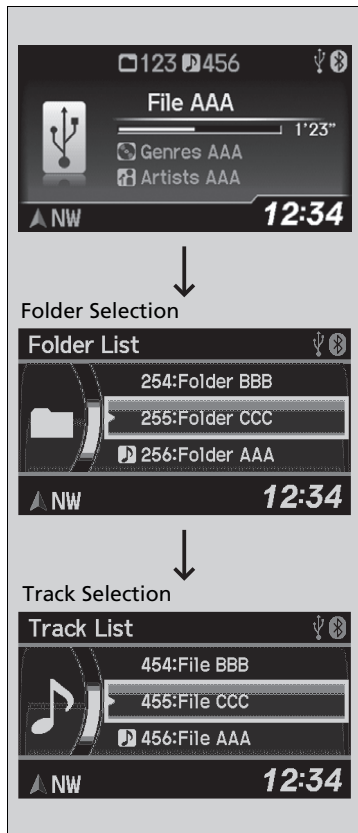 123 456
File AAA
1'23"
Genres AAA
Artists AAA
NW 12:34
Folder Selection
Folder List
254:Folder BBB
255:Folder CCC
256:Folder AAA
NW 12:34
Track Selection
Track List
454:File BBB
455:File CCC
456:File AAA
NW 12:34